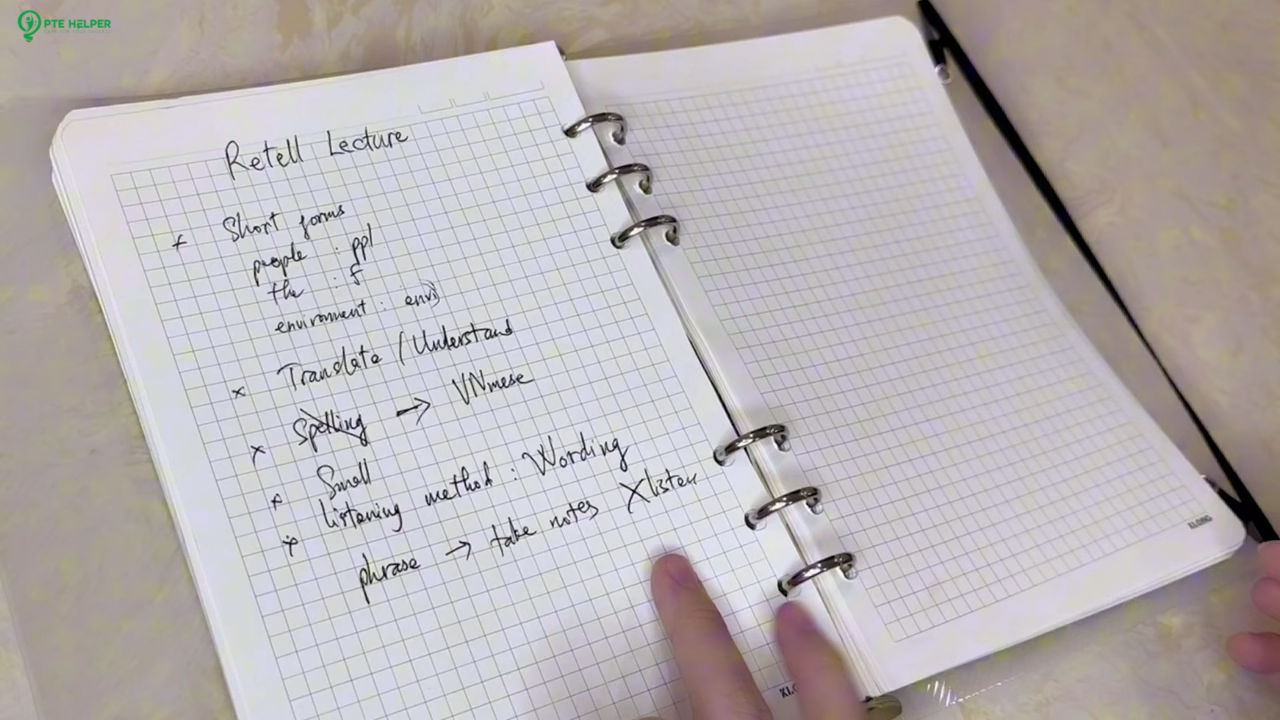 PTE HELPER
Retell Lecture
x Short forms
people : ppl
the : f
environment : envi
x Translate / Understand
x Spelling → VNmese
x Small
x listening method : Wording
phrase → take notes X listen